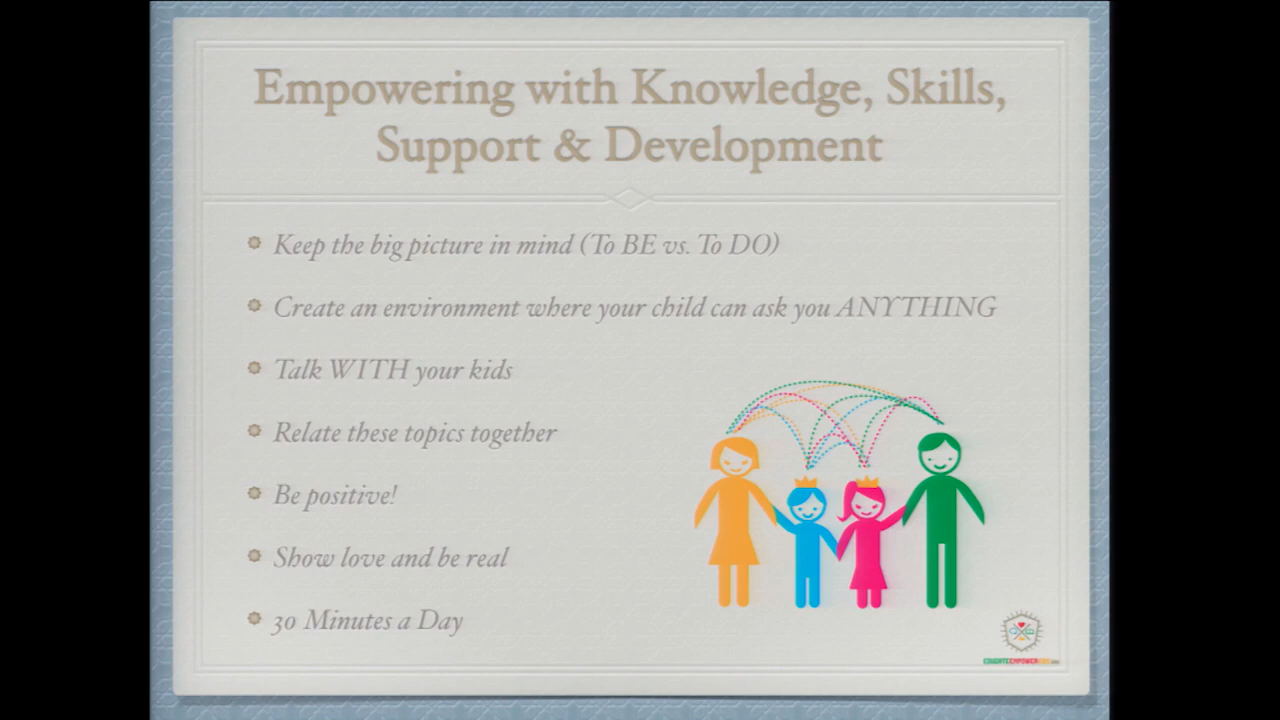 Empowering with Knowledge, Skills,
Support & Development
Keep the big picture in mind (To BE vs. To DO)
Create an environment where your child can ask you ANYTHING
Talk WITH your kids
Relate these topics together
Be positive!
Show love and be real
30 Minutes a Day
EDUCATEEMPOWERKIDS